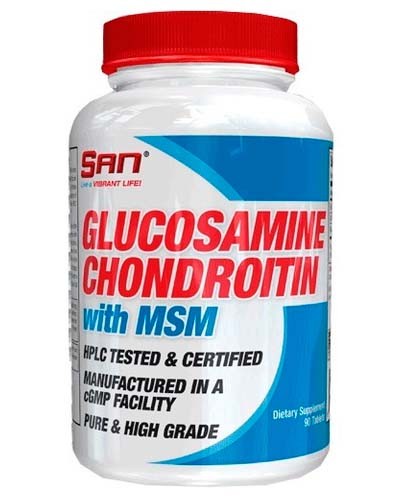 SAN®
Live a VIBRANT LIFE!
GLUCOSAMINE
CHONDROITIN
with MSM
HPLC TESTED & CERTIFIED
MANUFACTURED IN A
cGMP FACILITY
PURE & HIGH GRADE
Dietary Supplement
90 Tablets